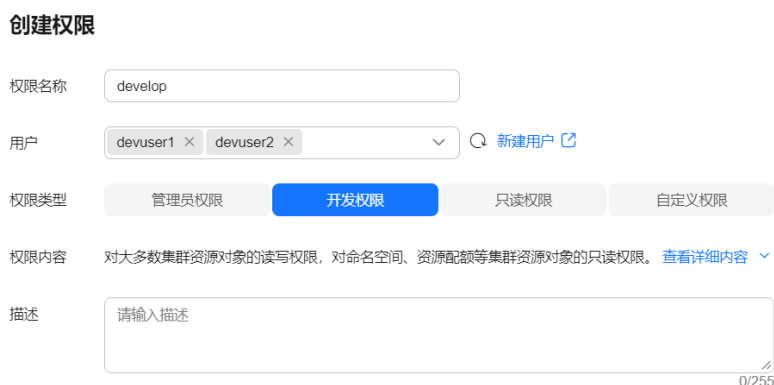 创建权限
权限名称 develop
用户 devuser1 × devuser2 × 新建用户
权限类型 管理员权限 开发权限 只读权限 自定义权限
权限内容 对大多数集群资源对象的读写权限，对命名空间、资源配额等集群资源对象的只读权限。 查看详细内容
描述 请输入描述
0/255